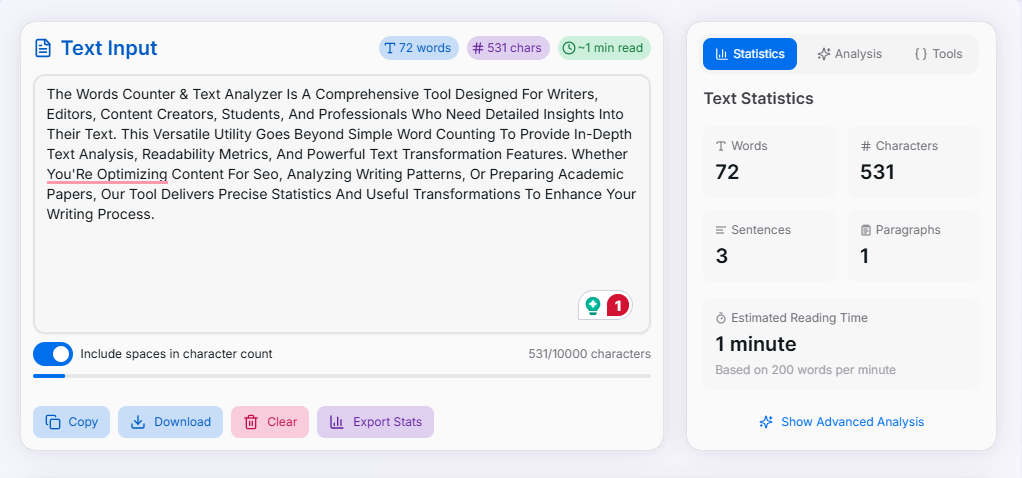 Text Input
72 words
531 chars
~1 min read
The Words Counter & Text Analyzer Is A Comprehensive Tool Designed For Writers,
Editors, Content Creators, Students, And Professionals Who Need Detailed Insights Into
Their Text. This Versatile Utility Goes Beyond Simple Word Counting To Provide In-Depth
Text Analysis, Readability Metrics, And Powerful Text Transformation Features. Whether
You'Re Optimizing Content For Seo, Analyzing Writing Patterns, Or Preparing Academic
Papers, Our Tool Delivers Precise Statistics And Useful Transformations To Enhance Your
Writing Process.
1
Include spaces in character count
531/10000 characters
Copy
Download
Clear
Export Stats
Statistics
Analysis
Tools
Text Statistics
Words
72
Characters
531
Sentences
3
Paragraphs
1
Estimated Reading Time
1 minute
Based on 200 words per minute
Show Advanced Analysis